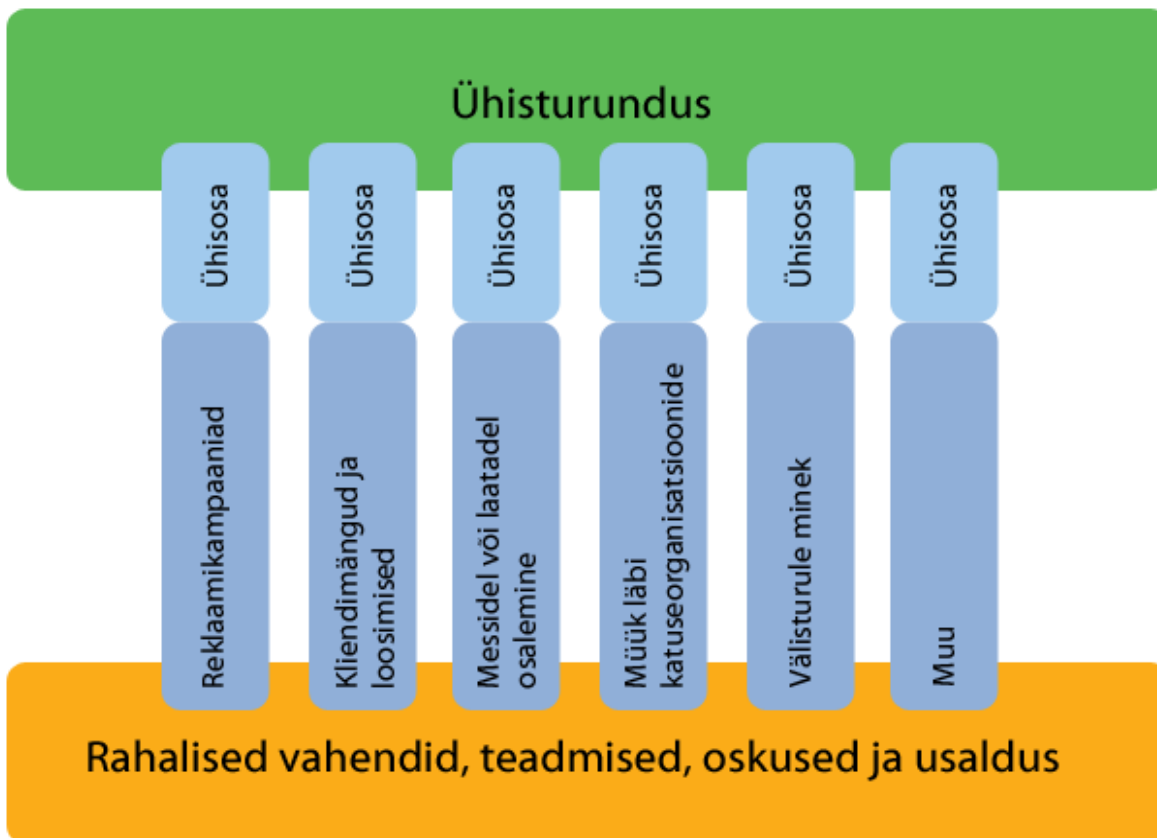 Ühisturundus
Ühisosa
Ühisosa
Ühisosa
Ühisosa
Ühisosa
Ühisosa
Reklaamikampaaniad
Kliendimängud ja
loosimised
Messidel või laatadel
osalemine
Müük läbi
katuseorganisatsioonide
Välisturule minek
Muu
Rahalised vahendid, teadmised, oskused ja usaldus